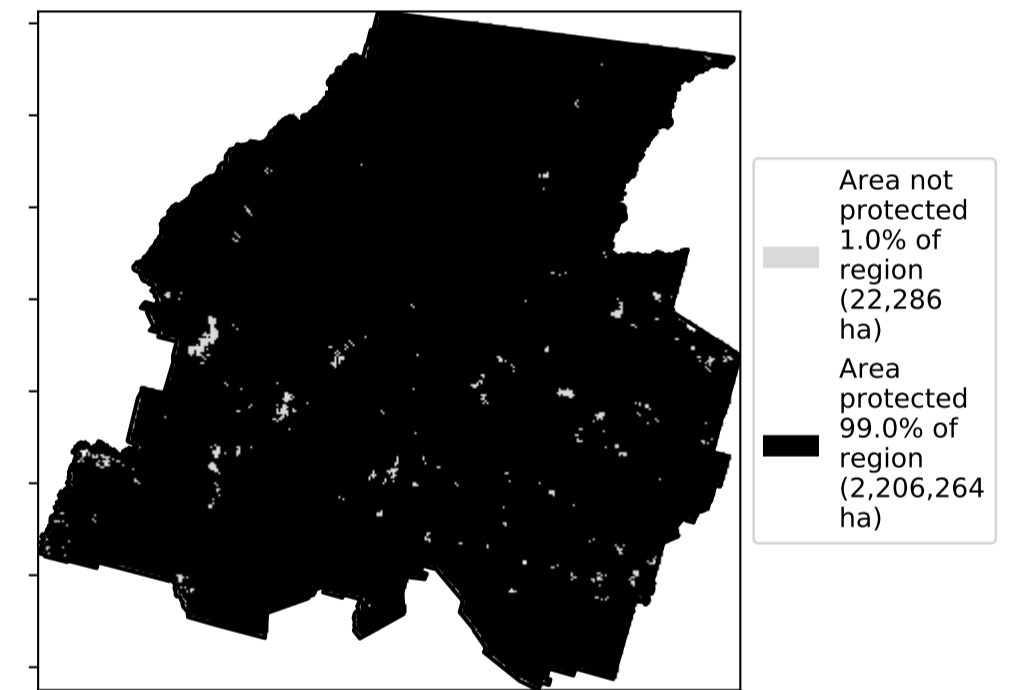 Area not
protected
1.0% of
region
(22,286
ha)
Area
protected
99.0% of
region
(2,206,264
ha)